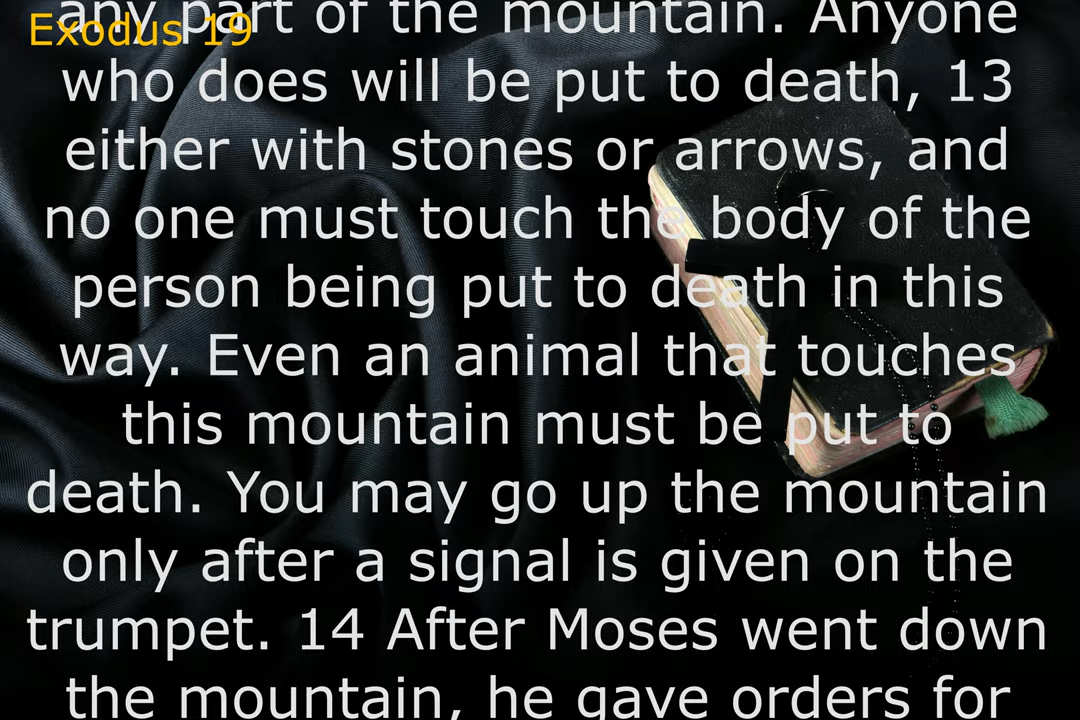 Exodus 19
any part of the mountain. Anyone
who does will be put to death, 13
either with stones or arrows, and
no one must touch the body of the
person being put to death in this
way. Even an animal that touches
this mountain must be put to
death. You may go up the mountain
only after a signal is given on the
trumpet. 14 After Moses went down
the mountain, he gave orders for